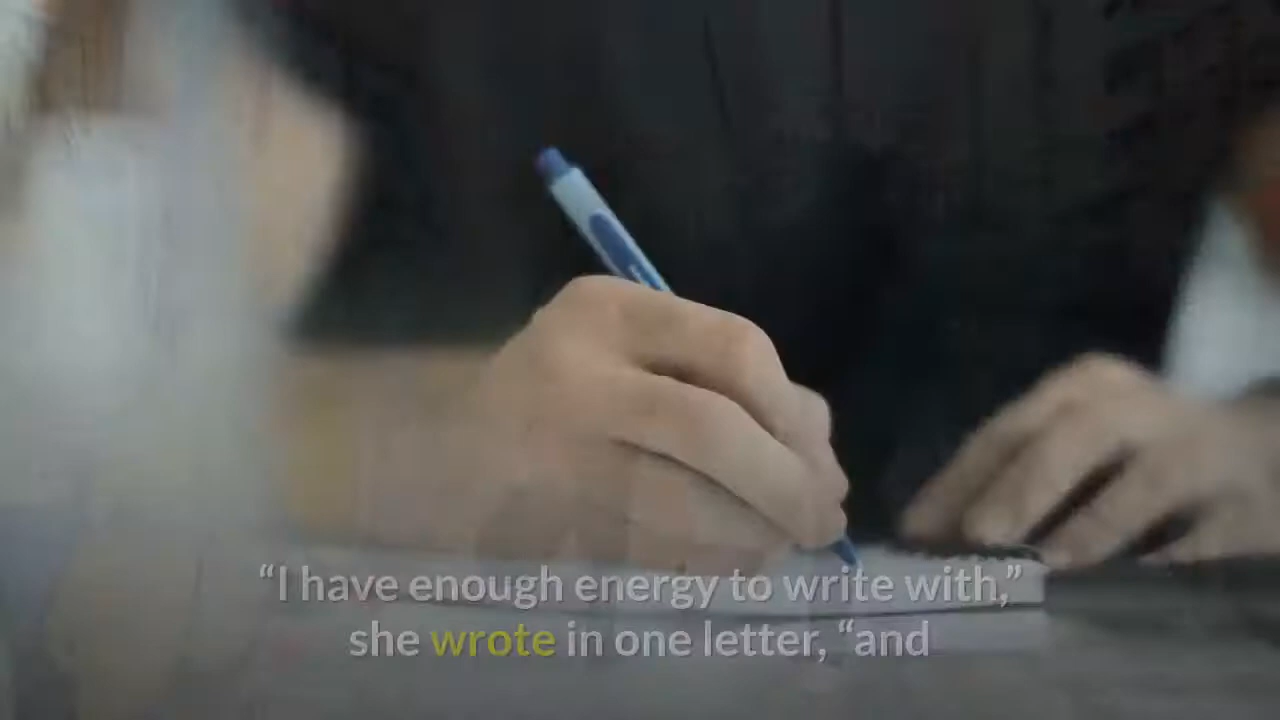 “I have enough energy to write with,”
she wrote in one letter, “and